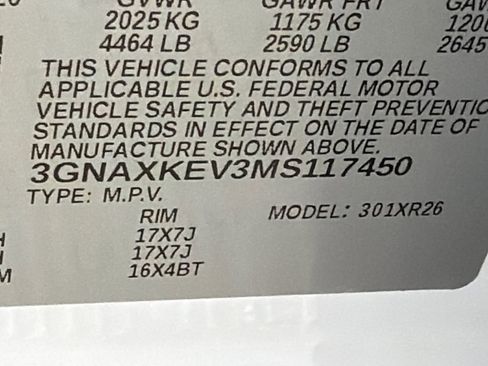 GVWR GAWR FRT
2025 KG 1175 KG
4464 LB 2590 LB 2645
THIS VEHICLE CONFORMS TO ALL
APPLICABLE U.S. FEDERAL MOTOR
VEHICLE SAFETY AND THEFT PREVENTIO
STANDARDS IN EFFECT ON THE DATE OF
MANUFACTURE SHOWN ABOVE.
3GNAXKEV3MS117450
TYPE: M.P.V.
RIM MODEL: 301XR26
17X7J
17X7J
16X4BT